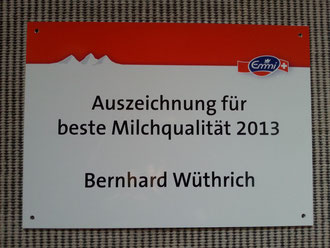 Emmi
Auszeichnung für
beste Milchqualität 2013
Bernhard Wüthrich